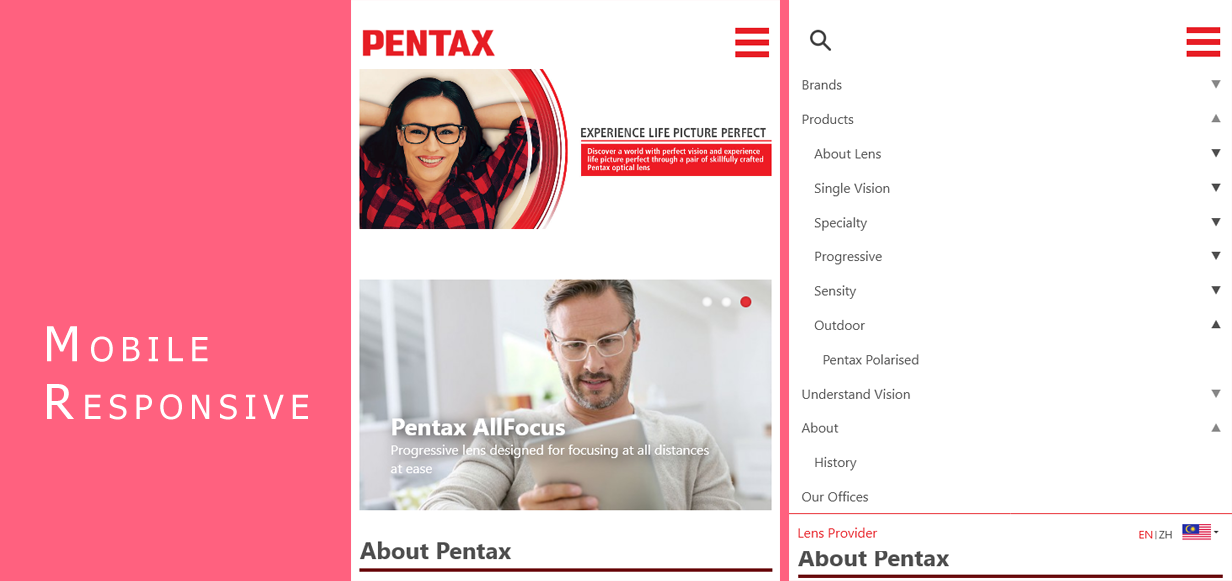 MOBILE
RESPONSIVE
PENTAX
EXPERIENCE LIFE PICTURE PERFECT
Discover a world with perfect vision and experience
life picture perfect through a pair of skillfully crafted
Pentax optical lens
Pentax AllFocus
Progressive lens designed for focusing at all distances
at ease
About Pentax
Brands
Products
About Lens
Single Vision
Specialty
Progressive
Sensity
Outdoor
Pentax Polarised
Understand Vision
About
History
Our Offices
Lens Provider
EN|ZH
About Pentax